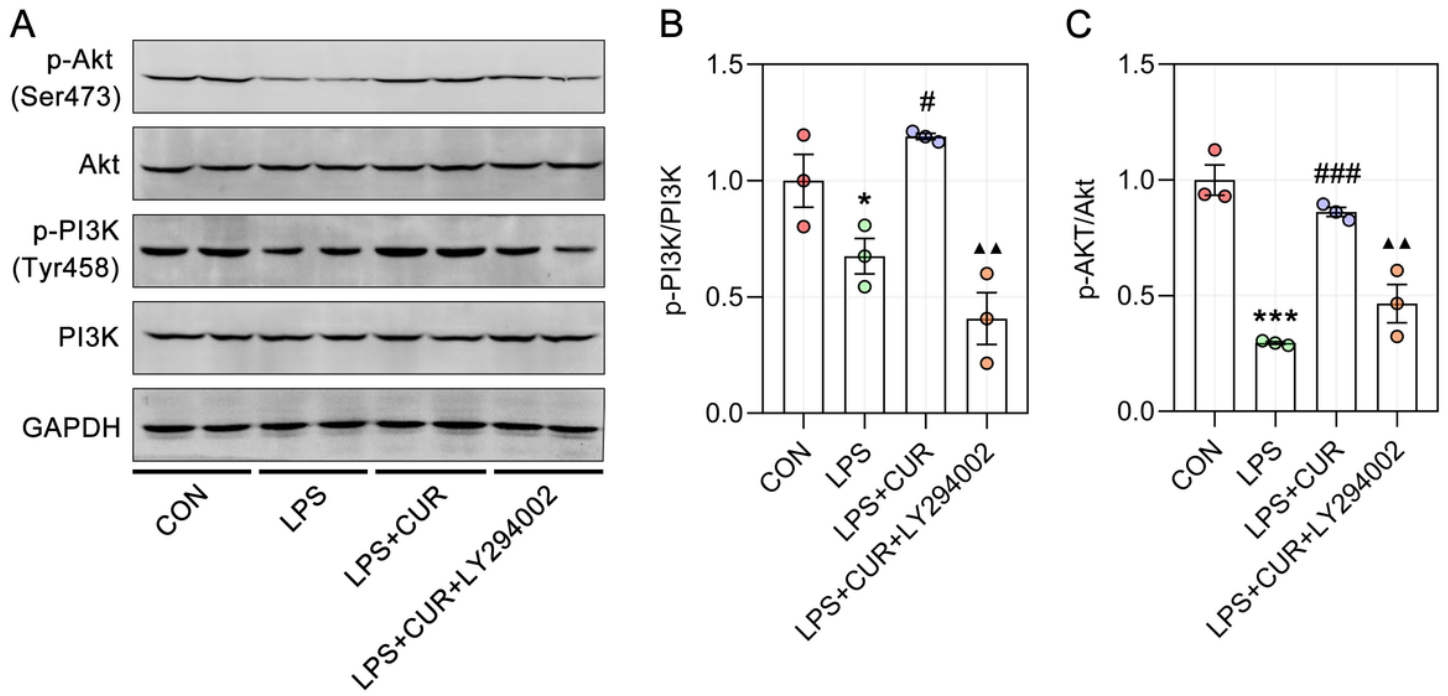 A
p-Akt
(Ser473)
Akt
p-PI3K
(Tyr458)
PI3K
GAPDH
CON
LPS
LPS+CUR
LPS+CUR+LY294002
B
p-PI3K/PI3K
1.5
1.0
0.5
0.0
*
#
▲▲
CON
LPS
LPS+CUR
LPS+CUR+LY294002
C
p-AKT/Akt
1.5
1.0
0.5
0.0
***
###
▲▲
CON
LPS
LPS+CUR
LPS+CUR+LY294002